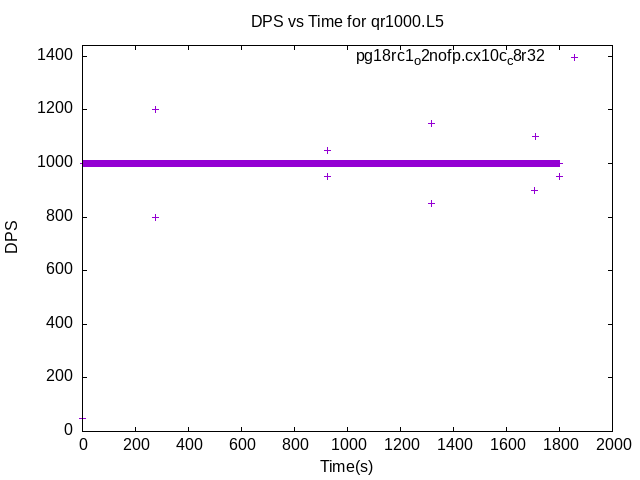 DPS vs Time for qr1000.L5
pg18rc1ₒ2nofp.cx10c_c8r32
1400
1200
1000
800
600
400
200
0
DPS
0 200 400 600 800 1000 1200 1400 1600 1800 2000
Time(s)